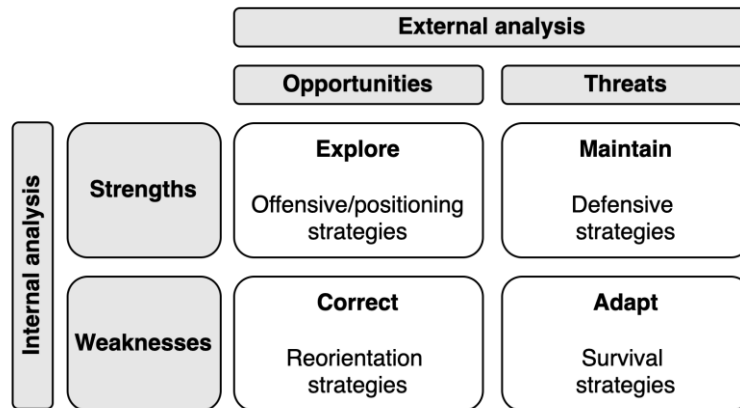 External analysis
Opportunities
Threats
Internal analysis
Strengths
Explore
Offensive/positioning
strategies
Maintain
Defensive
strategies
Weaknesses
Correct
Reorientation
strategies
Adapt
Survival
strategies